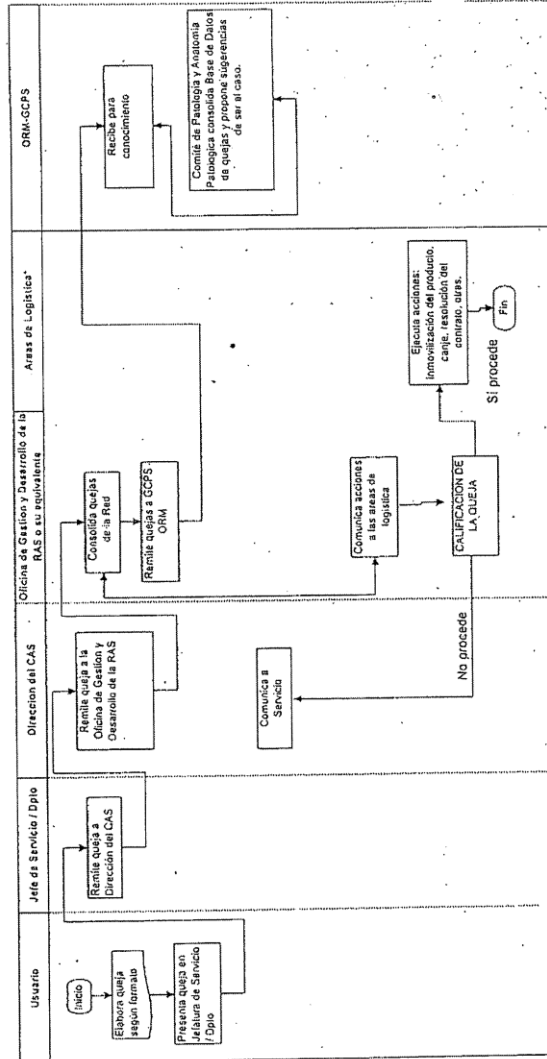 Usuario
Jefe de Servicio / Dpto
Direccion del CAS
Oficina de Gestion y Desarrollo de la
RAS o su equivalente
Areas de Logistica*
ORM-GCPS
Inicio
Elabora queja
según formato
Presenta queja en
Jefatura de Servicio
/ Dpto
Remite queja a
Dirección del CAS
Remite queja a la
Oficina de Gestion y
Desarrollo de la RAS
Consolida quejas
de la Red
Remite quejas a GCPS -
ORM
Recibe para
conocimiento
Comité de Patologia y Anatomia
Patologica consolida Base de Datos
de quejas y propone sugerencias
de ser al caso.
Comunica acciones
a las areas de
logistica
CALIFICACION DE
LA QUEJA
No procede
Comunica a
Servicio
Si procede
Ejecuta acciones:
inmovilización del producto,
canje, resolución del
contrato, otras.
Fin